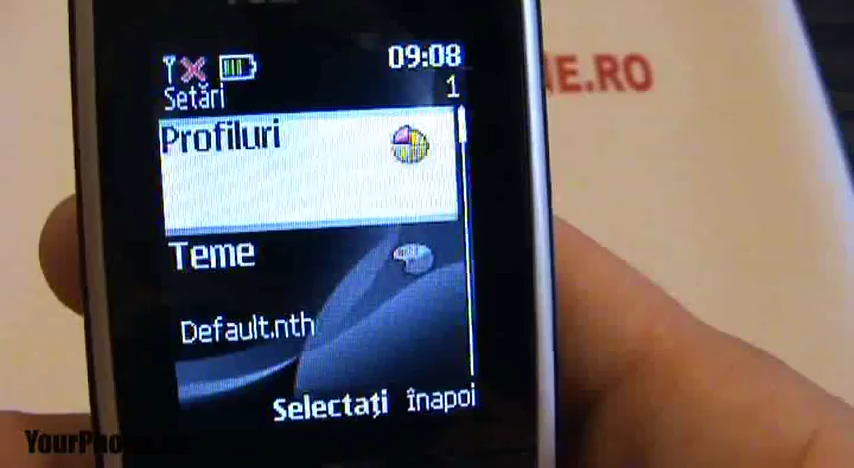 09:08
Setări
1
NE.RO
Profiluri
Teme
Default.nth
Selectați
înapoi